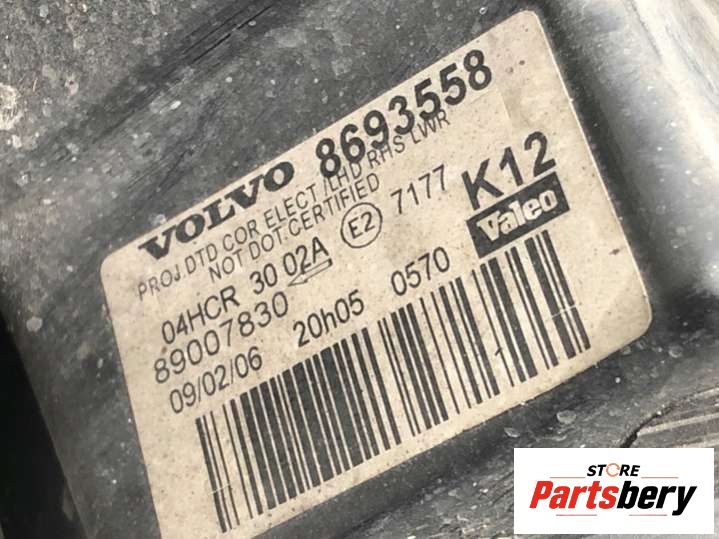 VOLVO 8693558
PROJ DTD COR ELECT /LHD RHS LWR
NOT DOT CERTIFIED
K12
04HCR 30 02A E2 7177
Valeo
89007830
09/02/06 20h05 0570
STORE
Partsbery